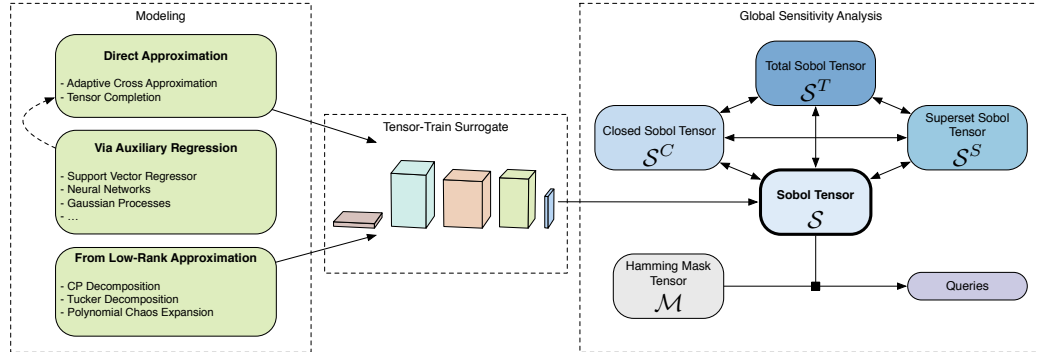 Modeling
Direct Approximation
- Adaptive Cross Approximation
- Tensor Completion
Via Auxiliary Regression
- Support Vector Regressor
- Neural Networks
- Gaussian Processes
- …
From Low-Rank Approximation
- CP Decomposition
- Tucker Decomposition
- Polynomial Chaos Expansion
Tensor-Train Surrogate
Global Sensitivity Analysis
Total Sobol Tensor
S^T
Closed Sobol Tensor
S^C
Superset Sobol
Tensor
S^S
Sobol Tensor
S
Hamming Mask
Tensor
M
Queries